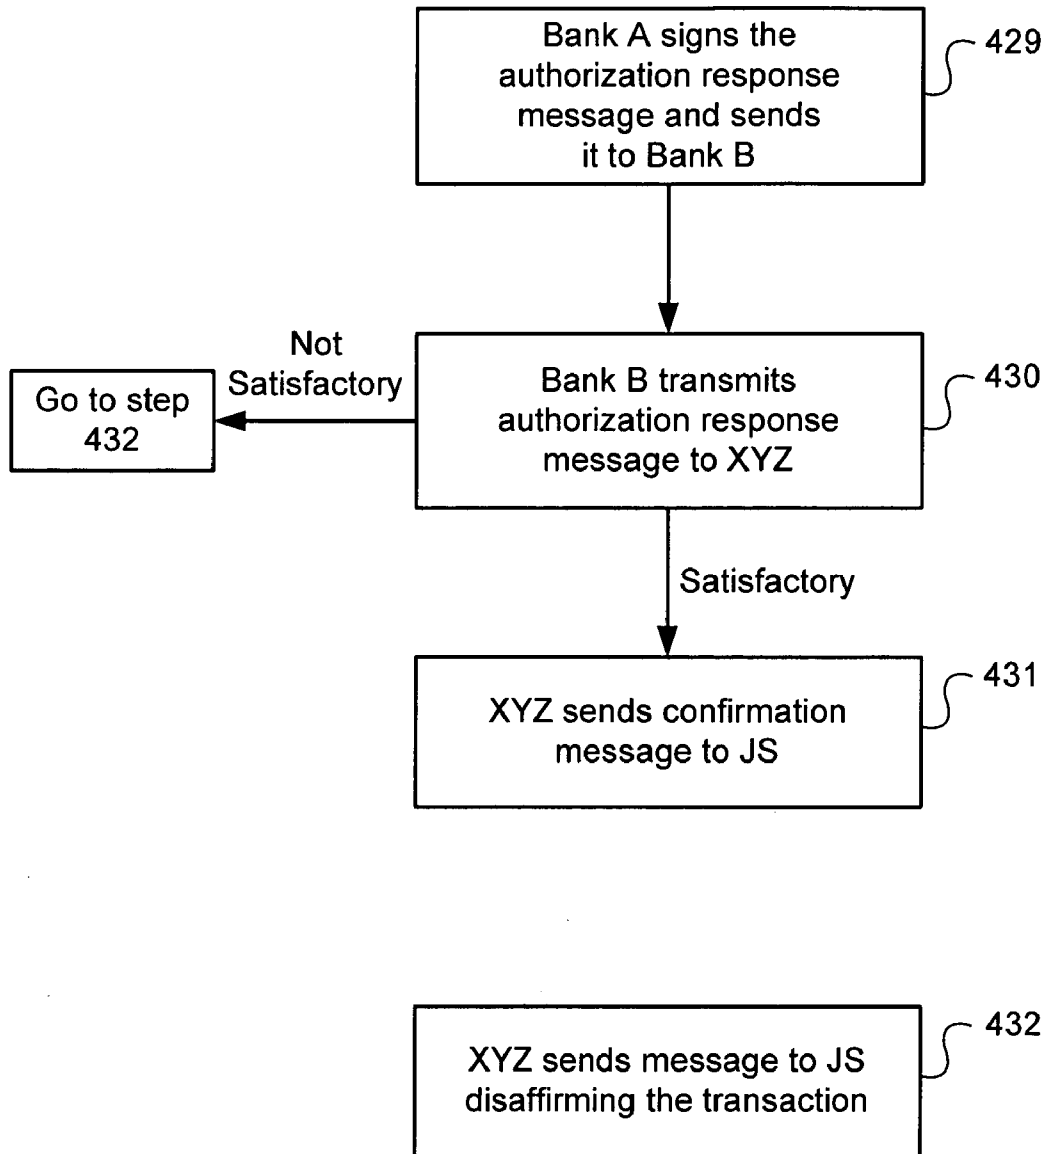 Bank A signs the
authorization response
message and sends
it to Bank B
429
Not
Satisfactory
Go to step
432
Bank B transmits
authorization response
message to XYZ
430
Satisfactory
XYZ sends confirmation
message to JS
431
XYZ sends message to JS
disaffirming the transaction
432